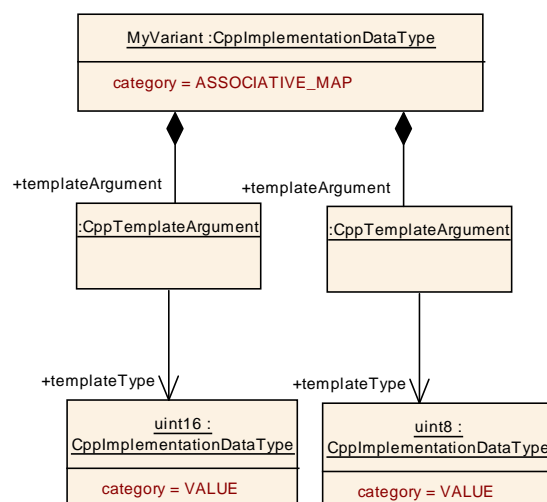 MyVariant :CppImplementationDataType
category = ASSOCIATIVE_MAP
+templateArgument
+templateArgument
:CppTemplateArgument
:CppTemplateArgument
+templateType
+templateType
uint16 :
CppImplementationDataType
category = VALUE
uint8 :
CppImplementationDataType
category = VALUE